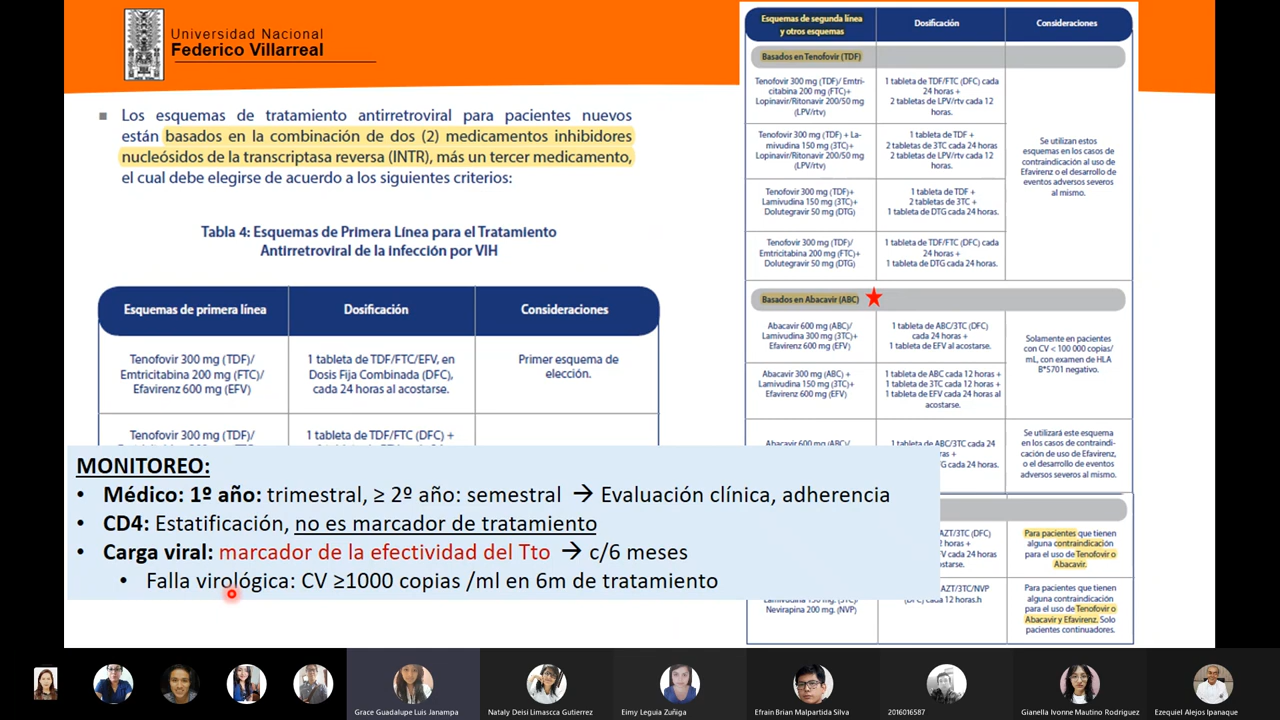 Universidad Nacional
Federico Villarreal
Los esquemas de tratamiento antirretroviral para pacientes nuevos
están basados en la combinación de dos (2) medicamentos inhibidores
nucleósidos de la transcriptasa reversa (INTR), más un tercer medicamento,
el cual debe elegirse de acuerdo a los siguientes criterios:
Tabla 4: Esquemas de Primera Línea para el Tratamiento
Antirretroviral de la infección por VIH
Esquemas de primera línea
Dosificación
Consideraciones
Tenofovir 300 mg (TDF)/
Emtricitabina 200 mg (FTC)/
Efavirenz 600 mg (EFV)
1 tableta de TDF/FTC/EFV, en
Dosis Fija Combinada (DFC),
cada 24 horas al acostarse.
Primer esquema de
elección.
Tenofovir 300 mg (TDF)/
1 tableta de TDF/FTC (DFC) +
MONITOREO:
• Médico: 1º año: trimestral, ≥ 2º año: semestral → Evaluación clínica, adherencia
• CD4: Estatificación, no es marcador de tratamiento
• Carga viral: marcador de la efectividad del Tto → c/6 meses
• Falla virológica: CV ≥1000 copias /ml en 6m de tratamiento
Esquemas de segunda línea
y otros esquemas
Dosificación
Consideraciones
Basados en Tenofovir (TDF)
Tenofovir 300 mg (TDF)/ Emtri-
citabina 200 mg (FTC)+
Lopinavir/Ritonavir 200/50 mg
(LPV/rtv)
1 tableta de TDF/FTC (DFC) cada
24 horas +
2 tabletas de LPV/rtv cada 12
horas.
Tenofovir 300 mg (TDF) + La-
mivudina 150 mg (3TC)+
Lopinavir/Ritonavir 200/50 mg
(LPV/rtv)
1 tableta de TDF +
2 tabletas de 3TC cada 24 horas
2 tabletas de LPV/rtv cada 12
horas.
Tenofovir 300 mg (TDF)+
Lamivudina 150 mg (3TC)+
Dolutegravir 50 mg (DTG)
1 tableta de TDF +
2 tabletas de 3TC +
1 tableta de DTG cada 24 horas.
Tenofovir 300 mg (TDF)/
Emtricitabina 200 mg (FTC)+
Dolutegravir 50 mg (DTG)
1 tableta de TDF/FTC (DFC) cada
24 horas +
1 tableta de DTG cada 24 horas.
Se utilizan estos
esquemas en los casos de
contraindicación al uso de
Efavirenz o el desarrollo de
eventos adversos severos
al mismo.
Basados en Abacavir (ABC)
Abacavir 600 mg (ABC)/
Lamivudina 300 mg (3TC)+
Efavirenz 600 mg (EFV)
1 tableta de ABC/3TC (DFC)
cada 24 horas +
1 tableta de EFV al acostarse.
Abacavir 300 mg (ABC) +
Lamivudina 150 mg (3TC)+
Efavirenz 600 mg (EFV)
1 tableta de ABC cada 12 horas +
1 tableta de 3TC cada 12 horas +
1 tableta de EFV cada 24 horas al
acostarse.
Solamente en pacientes
con CV < 100 000 copias/
mL, con examen de HLA
B*5701 negativo.
Abacavir 600 mg (ABC)/
1 tableta de ABC/3TC cada 24
horas +
G cada 24 horas.
Se utilizará este esquema
en los casos de contraindi-
cación de uso de Efavirenz,
o el desarrollo de eventos
adversos severos al mismo.
AZT/3TC (DFC)
2 horas +
V cada 24 horas
Para pacientes que tienen
alguna contraindicación
para el uso de Tenofovir o
Abacavir.
Lamivudina 150 mg. (3TC)/
Nevirapina 200 mg. (NVP)
AZT/3TC/NVP
(DFC) cada 12 horas.h
Para pacientes que tienen
alguna contraindicación
para el uso de Tenofovir o
Abacavir y Efavirenz. Solo
pacientes continuadores.
Grace Guadalupe Luis Janampa
Nataly Deisi Limascca Gutierrez
Eimy Leguia Zuñiga
Efrain Brian Malpartida Silva
2016016587
Gianella Ivonne Mautino Rodriguez
Ezequiel Alejos Ipanaque